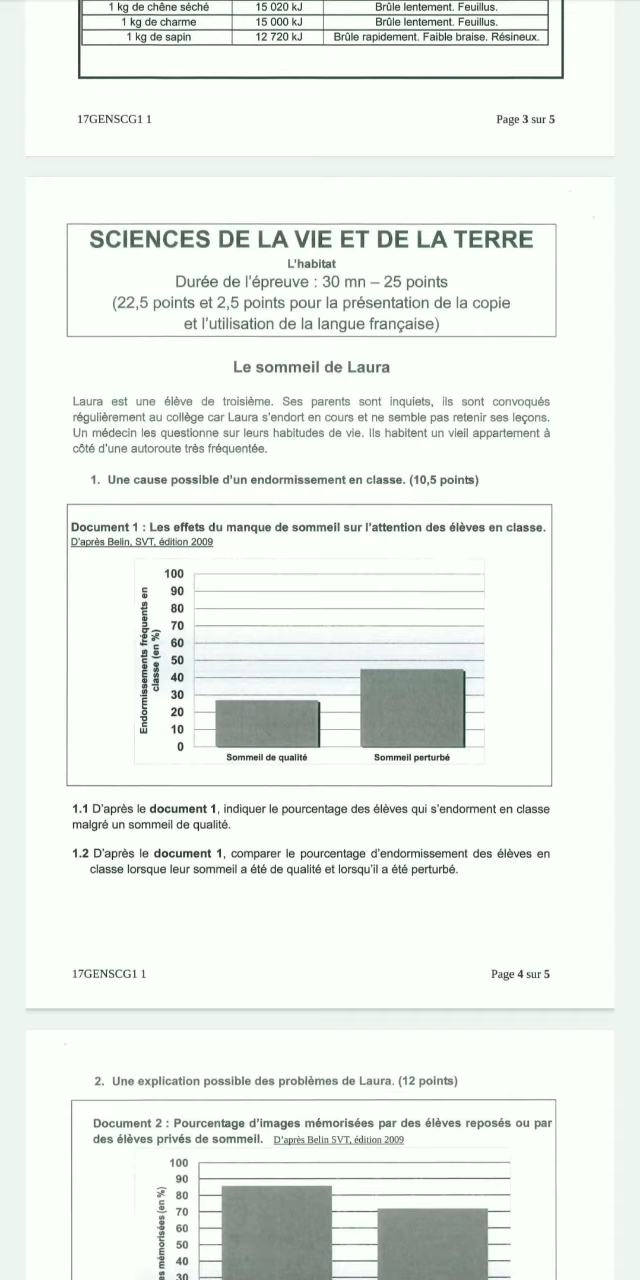 1 kg de chêne séché 15 020 kJ Brûle lentement. Feuillus.
1 kg de charme 15 000 kJ Brûle lentement. Feuillus.
1 kg de sapin 12 720 kJ Brûle rapidement. Faible braise. Résineux.
17GENSCG1 1 Page 3 sur 5
SCIENCES DE LA VIE ET DE LA TERRE
L'habitat
Durée de l'épreuve : 30 mn – 25 points
(22,5 points et 2,5 points pour la présentation de la copie
et l'utilisation de la langue française)
Le sommeil de Laura
Laura est une élève de troisième. Ses parents sont inquiets, ils sont convoqués
régulièrement au collège car Laura s'endort en cours et ne semble pas retenir ses leçons.
Un médecin les questionne sur leurs habitudes de vie. Ils habitent un vieil appartement à
côté d'une autoroute très fréquentée.
1. Une cause possible d'un endormissement en classe. (10,5 points)
Document 1 : Les effets du manque de sommeil sur l'attention des élèves en classe.
D'après Belin, SVT, édition 2009
Endormissements fréquents en
classe (en %)
100
90
80
70
60
50
40
30
20
10
0
Sommeil de qualité Sommeil perturbé
1.1 D'après le document 1, indiquer le pourcentage des élèves qui s'endorment en classe
malgré un sommeil de qualité.
1.2 D'après le document 1, comparer le pourcentage d'endormissement des élèves en
classe lorsque leur sommeil a été de qualité et lorsqu'il a été perturbé.
17GENSCG1 1 Page 4 sur 5
2. Une explication possible des problèmes de Laura. (12 points)
Document 2 : Pourcentage d'images mémorisées par des élèves reposés ou par
des élèves privés de sommeil. D'après Belin SVT, édition 2009
mémorisées (en %)
100
90
80
70
60
50
40
30